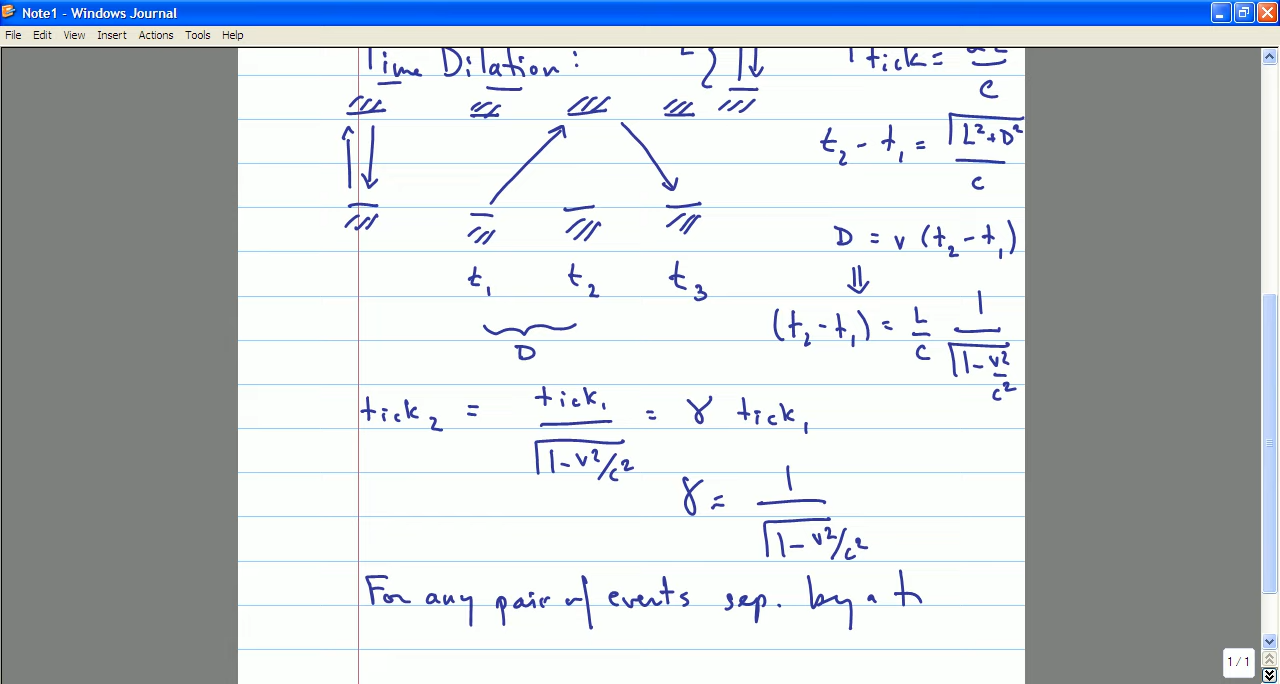 Note1 - Windows Journal
File Edit View Insert Actions Tools Help
Time Dilation :
L
tick =
c
t₂ - t₁ = √(L² + D²) / c
D = v (t₂ - t₁)
⇓
t₁ t₂ t₃
D
(t₂ - t₁) = L/c 1/√(1 - v²/c²)
tick₂ = tick₁/√(1 - v²/c²) = γ tick₁
γ = 1/√(1 - v²/c²)
For any pair of events sep. by a t
1 / 1